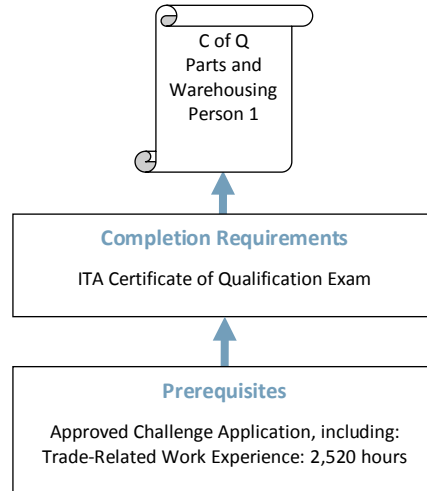 C of Q
Parts and
Warehousing
Person 1
Completion Requirements
ITA Certificate of Qualification Exam
Prerequisites
Approved Challenge Application, including:
Trade-Related Work Experience: 2,520 hours